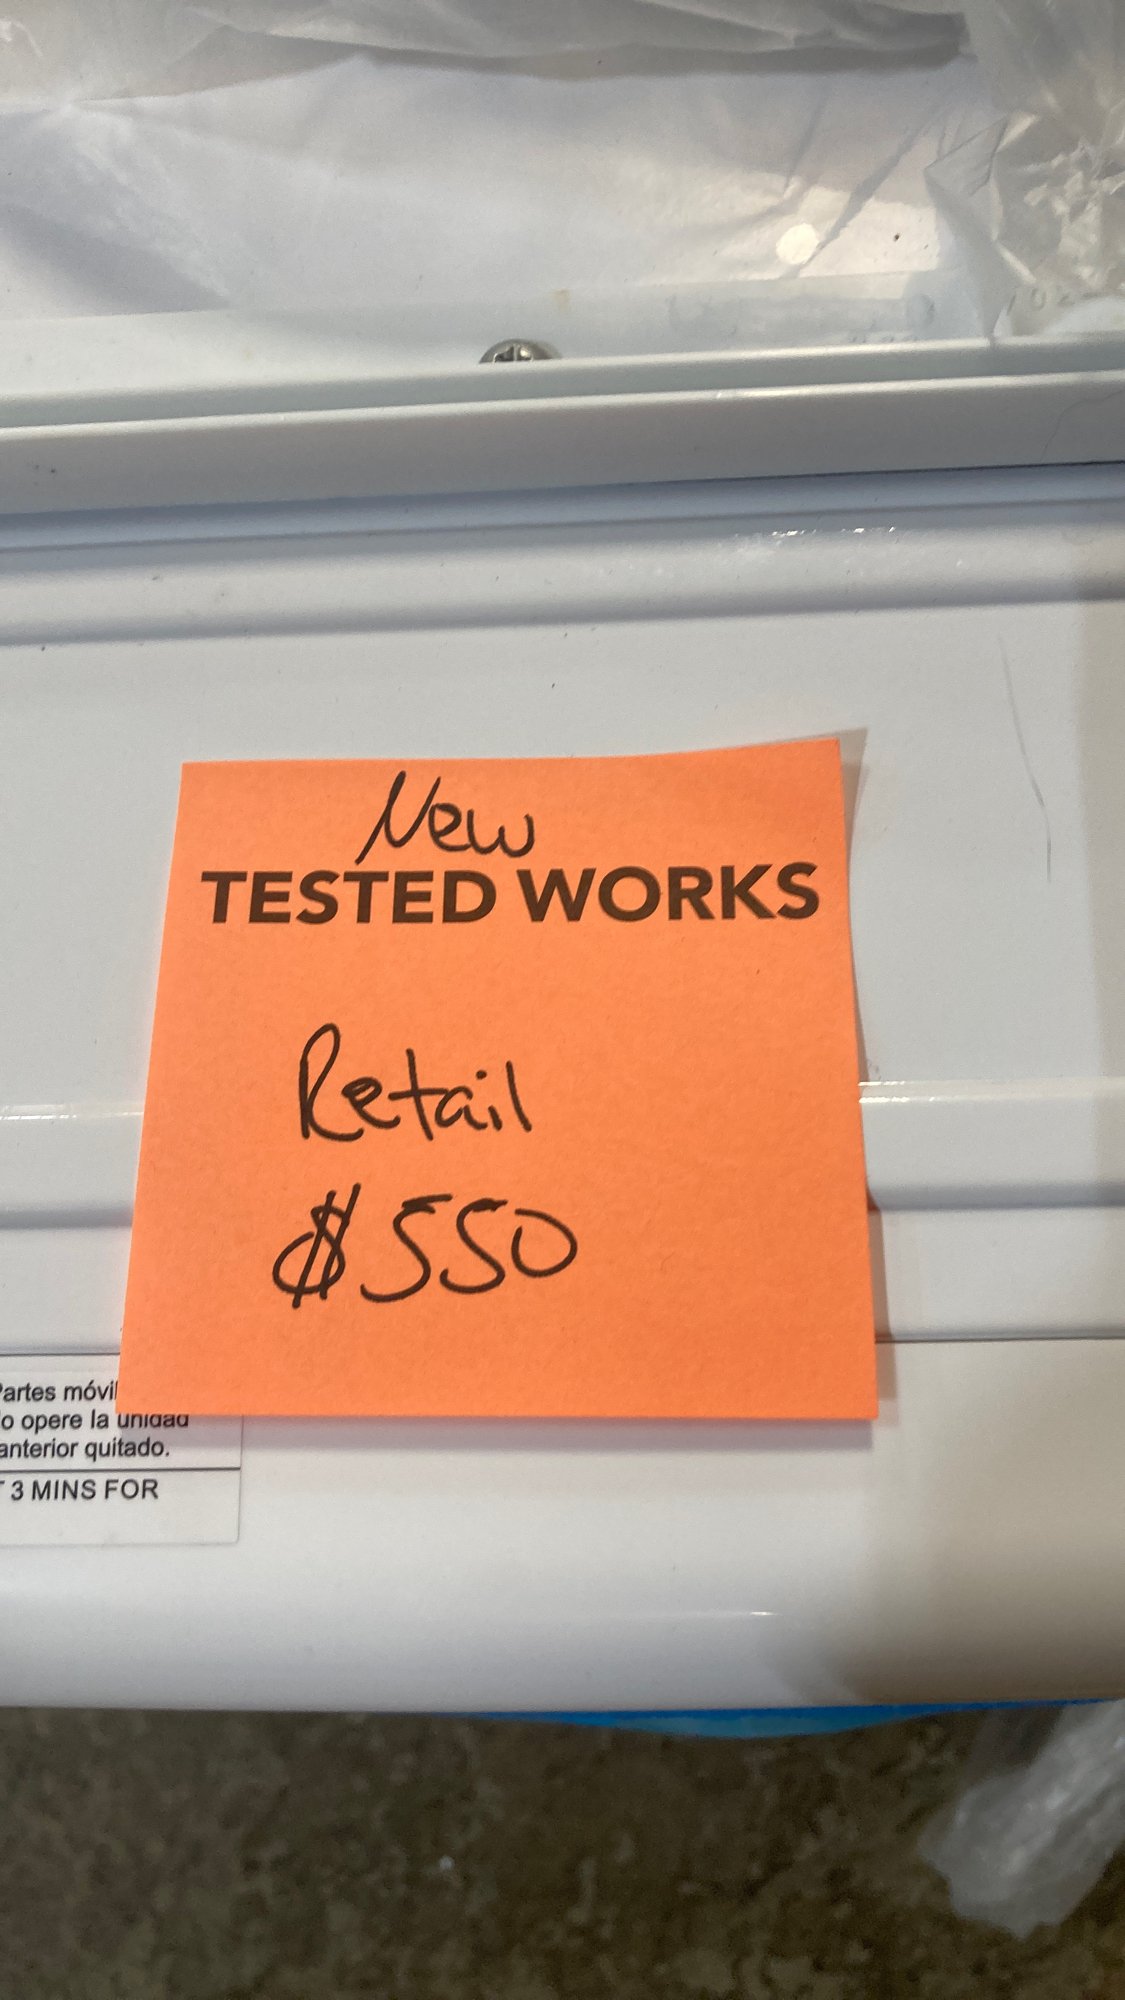 New
TESTED WORKS
Retail
$550
Partes móvil
o opere la unidad
anterior quitado.
3 MINS FOR